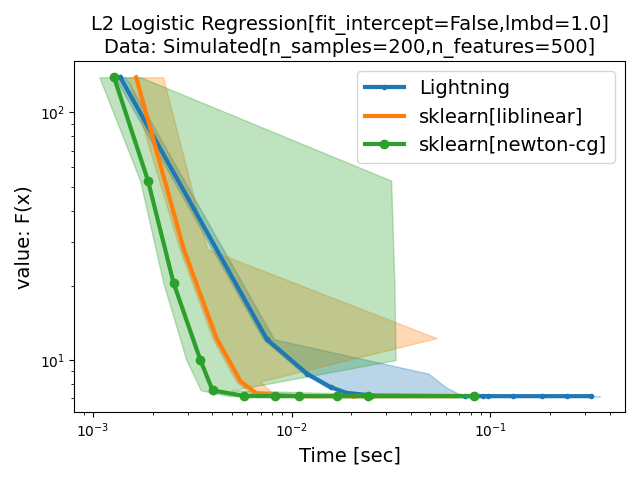 L2 Logistic Regression[fit_intercept=False,lmbd=1.0]
Data: Simulated[n_samples=200,n_features=500]
Lightning
sklearn[liblinear]
sklearn[newton-cg]
value: F(x)
10²
10¹
10⁻³ 10⁻² 10⁻¹
Time [sec]